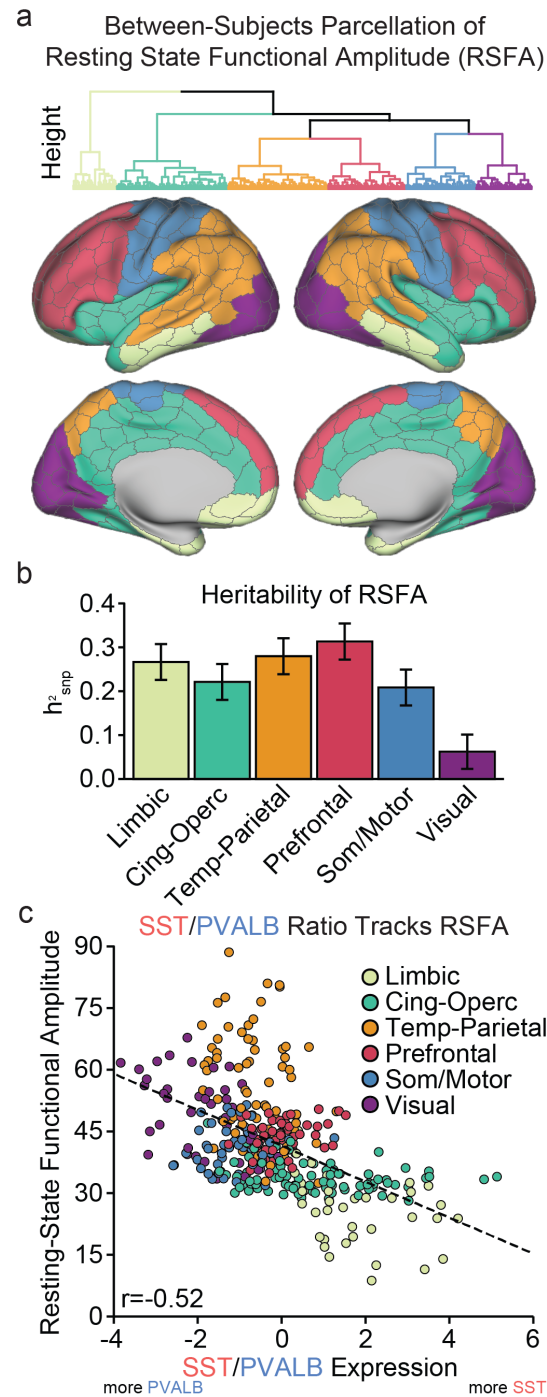 a
Between-Subjects Parcellation of
Resting State Functional Amplitude (RSFA)
Height
b
Heritability of RSFA
h²snp
0.4
0.3
0.2
0.1
0.0
Limbic
Cing-Operc
Temp-Parietal
Prefrontal
Som/Motor
Visual
c
SST/PVALB Ratio Tracks RSFA
Resting-State Functional Amplitude
90
75
60
45
30
15
0
Limbic
Cing-Operc
Temp-Parietal
Prefrontal
Som/Motor
Visual
r=-0.52
-4 -2 0 2 4 6
SST/PVALB Expression
more PVALB
more SST